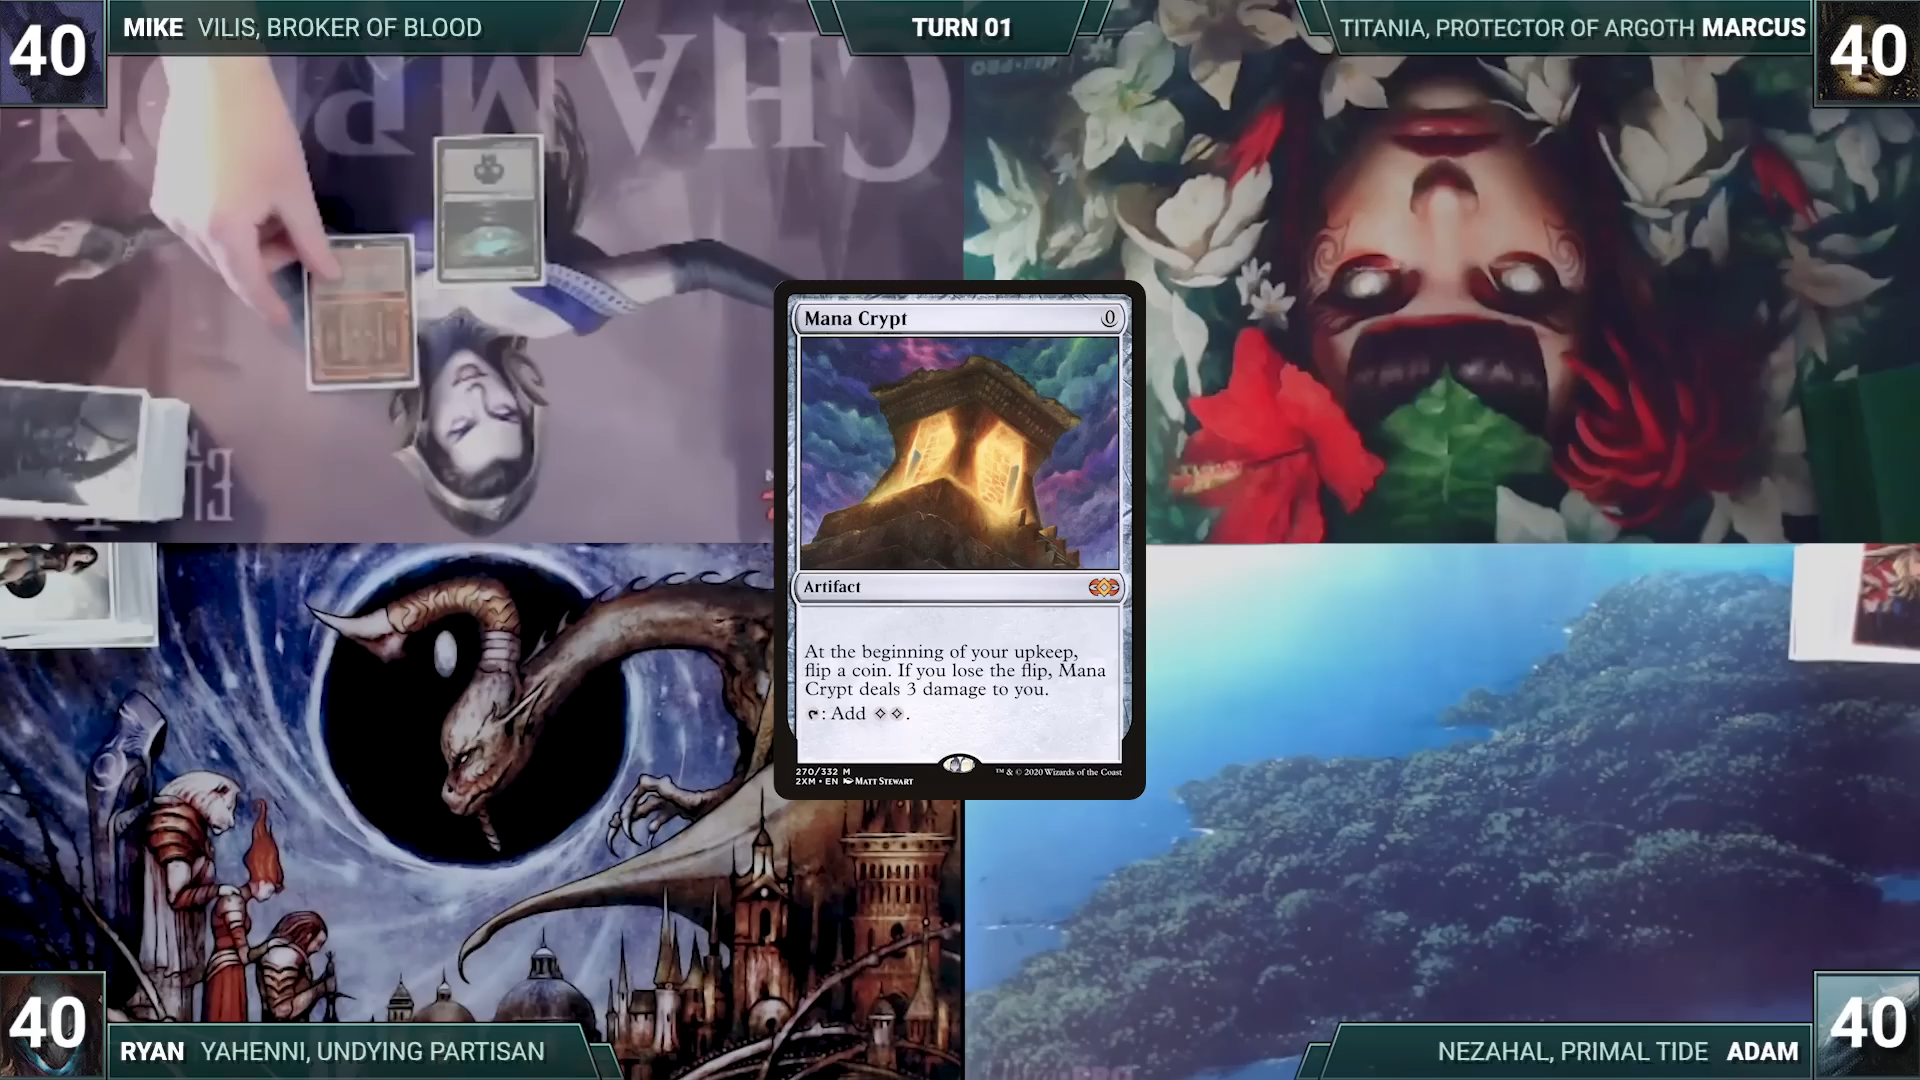 40
MIKE VILIS, BROKER OF BLOOD
TURN 01
TITANIA, PROTECTOR OF ARGOTH MARCUS
40
CHAMPION
Mana Crypt 0
Artifact
At the beginning of your upkeep,
flip a coin. If you lose the flip, Mana
Crypt deals 3 damage to you.
: Add .
270/332 M
2XM • EN MATT STEWART
™ & © 2020 Wizards of the Coast
40
RYAN YAHENNI, UNDYING PARTISAN
NEZAHAL, PRIMAL TIDE ADAM
40